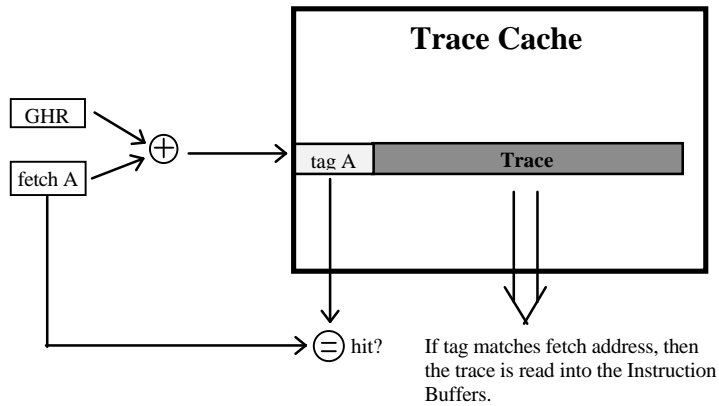 Trace Cache
GHR
fetch A
tag A
Trace
hit?
If tag matches fetch address, then
the trace is read into the Instruction
Buffers.